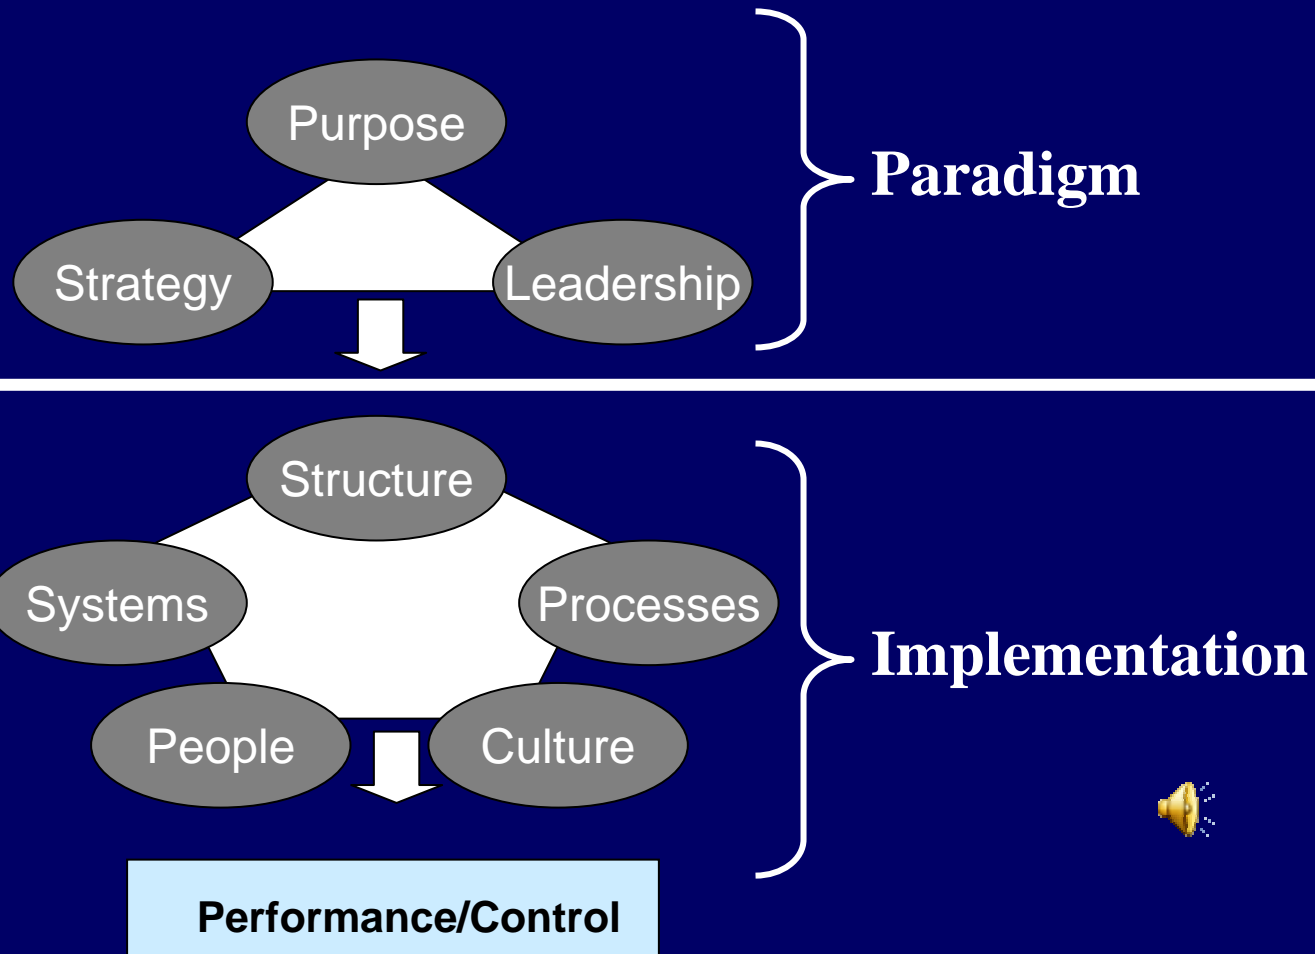 Purpose
Paradigm
Strategy
Leadership
Structure
Systems
Processes
Implementation
People
Culture
Performance/Control